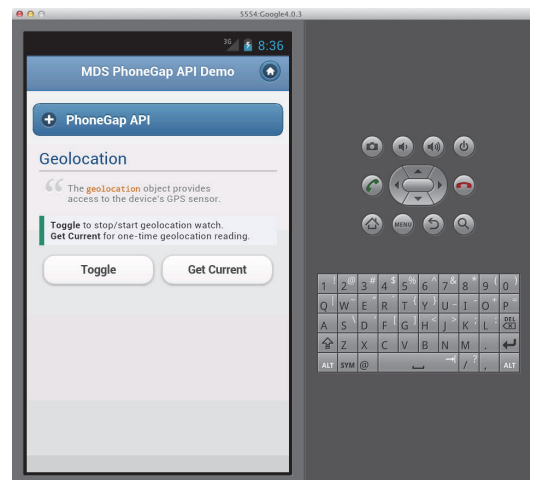 5554:Google4.0.3
3G 8:36
MDS PhoneGap API Demo
PhoneGap API
Geolocation
The geolocation object provides
access to the device's GPS sensor.
Toggle to stop/start geolocation watch.
Get Current for one-time geolocation reading.
Toggle Get Current
MENU
1 ! 2 @ 3 # 4 $ 5 % 6 ^ 7 & 8 * 9 ( 0 )
Q | W ~ E " R ` T { Y } U - I O + P =
A S \ D F [ G ] H < J > K ; L : DEL
Z X C V B N M .
ALT SYM @ / ? , ALT